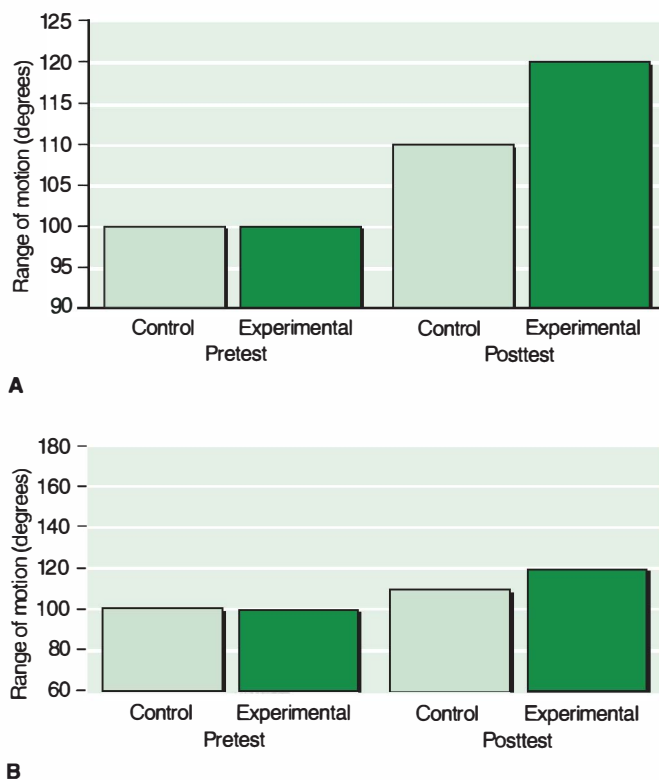 125
120
115
110
105
100
95
90
Range of motion (degrees)
Control Experimental Control Experimental
Pretest Posttest
A
180
160
140
120
100
80
60
Range of motion (degrees)
Control Experimental Control Experimental
Pretest Posttest
B